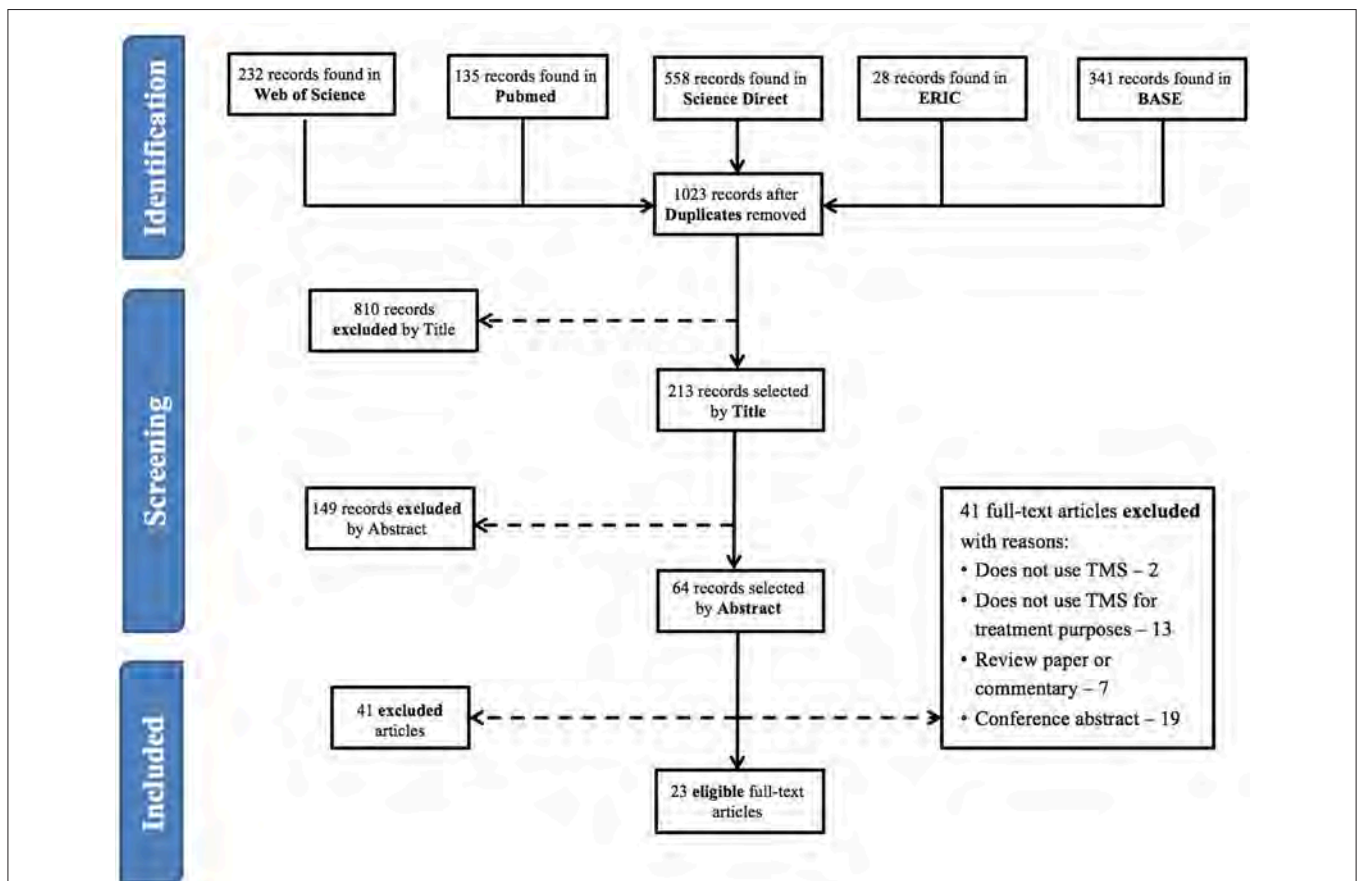 Identification
232 records found in
Web of Science
135 records found in
Pubmed
558 records found in
Science Direct
28 records found in
ERIC
341 records found in
BASE
1023 records after
Duplicates removed
Screening
810 records
excluded by Title
213 records selected
by Title
149 records excluded
by Abstract
64 records selected
by Abstract
41 full-text articles excluded
with reasons:
• Does not use TMS – 2
• Does not use TMS for
treatment purposes – 13
• Review paper or
commentary – 7
• Conference abstract – 19
Included
41 excluded
articles
23 eligible full-text
articles